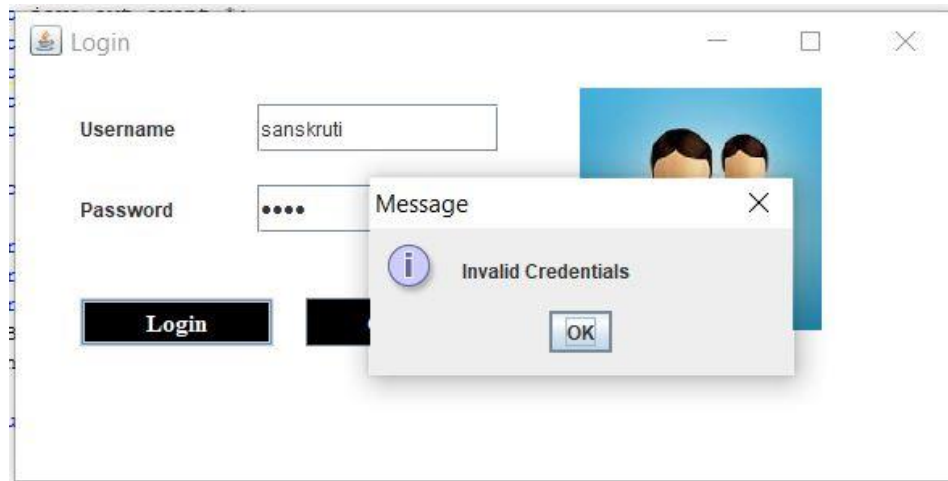 Login
Username
sanskruti
Password
••••
Message
Invalid Credentials
OK
Login